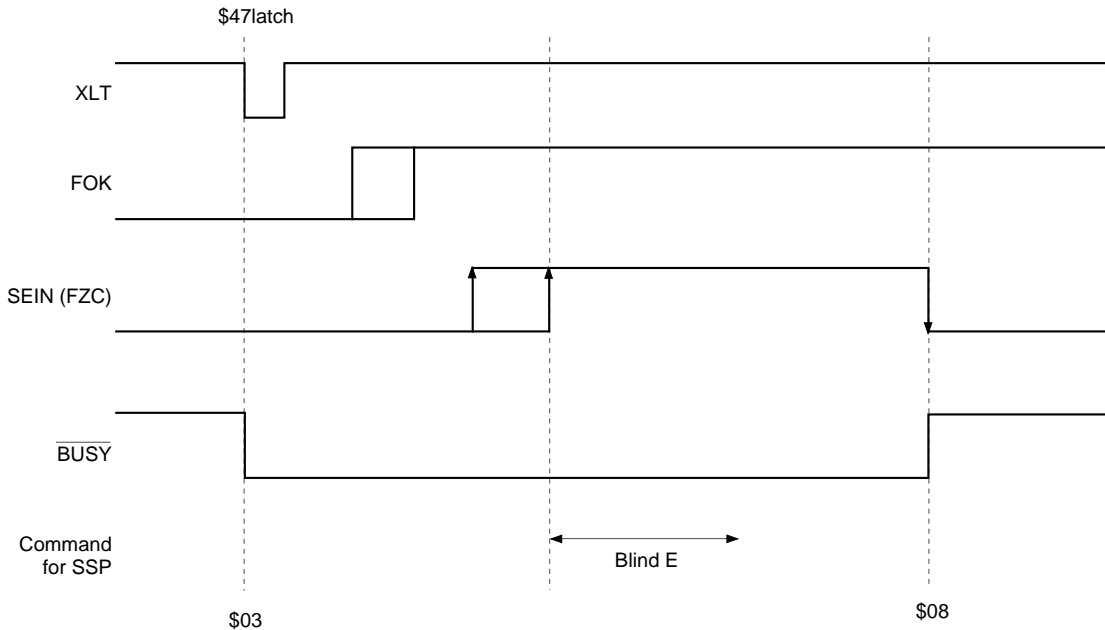 $47latch
XLT
FOK
SEIN (FZC)
BUSY
Command
for SSP
Blind E
$03
$08